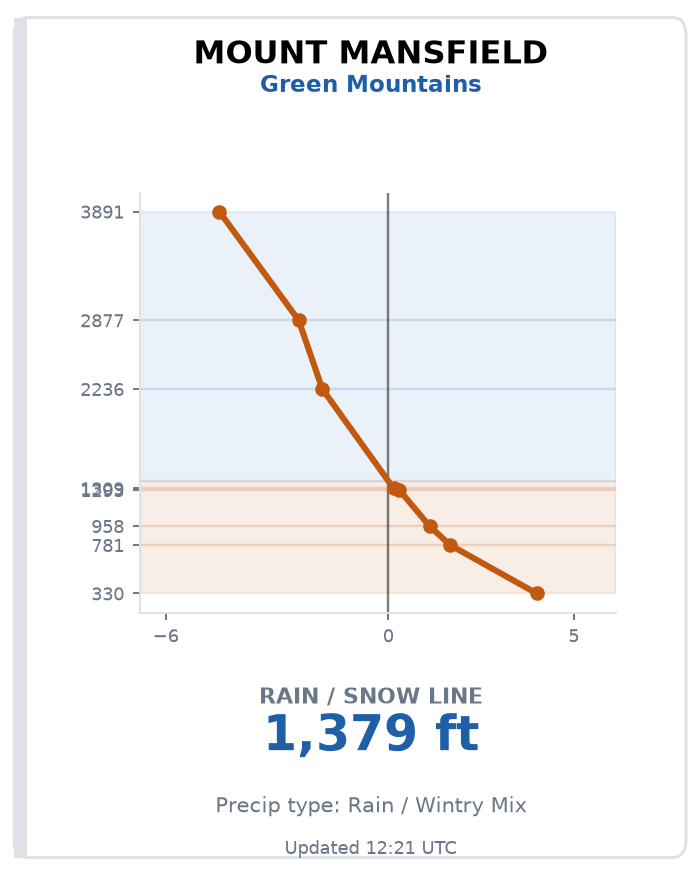 MOUNT MANSFIELD
Green Mountains
3891
2877
2236
958
781
330
−6 0 5
RAIN / SNOW LINE
1,379 ft
Precip type: Rain / Wintry Mix
Updated 12:21 UTC